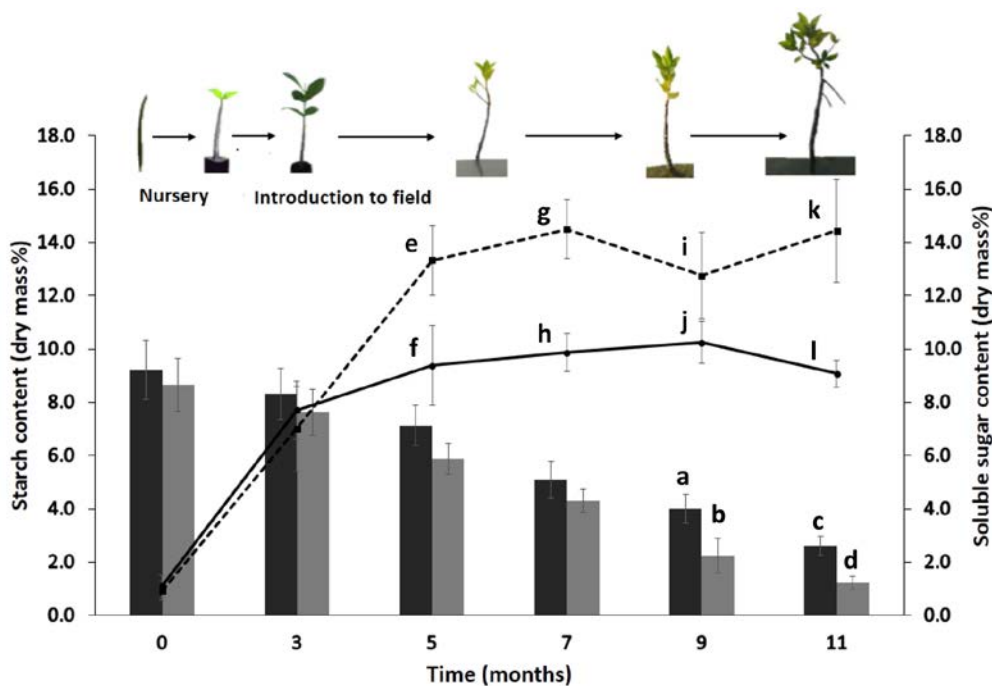 Nursery
Introduction to field
18.0
16.0
14.0
12.0
10.0
8.0
6.0
4.0
2.0
0.0
Starch content (dry mass%)
18.0
16.0
14.0
12.0
10.0
8.0
6.0
4.0
2.0
0.0
Soluble sugar content (dry mass%)
e
g
i
k
f
h
j
l
a
b
c
d
0 3 5 7 9 11
Time (months)